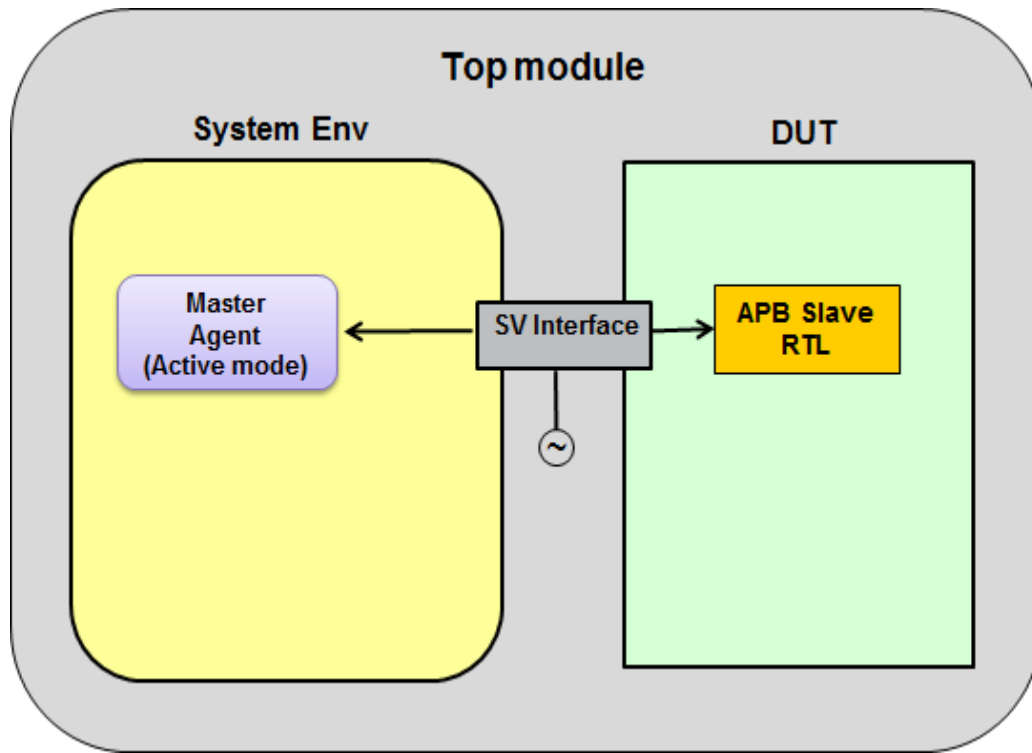 Top module
System Env
DUT
Master
Agent
(Active mode)
SV Interface
APB Slave
RTL
~